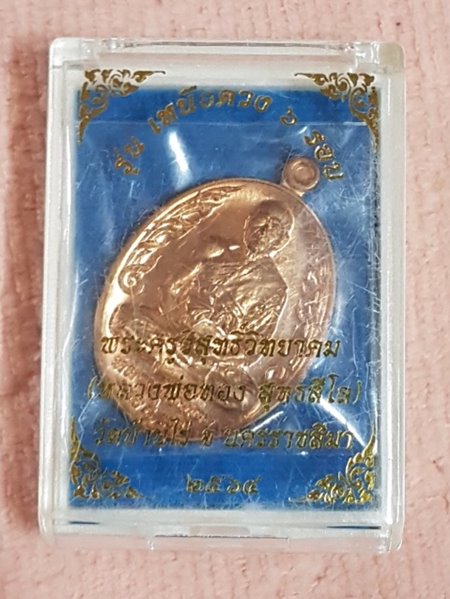 รุ่น เหนือดวง ๖ รอบ
พระครูวิสุทธิวิทยาคม
(หลวงพ่อทอง สุทธสีโล)
วัดบ้านไร่ จ.นครราชสีมา
๒๕๖๔